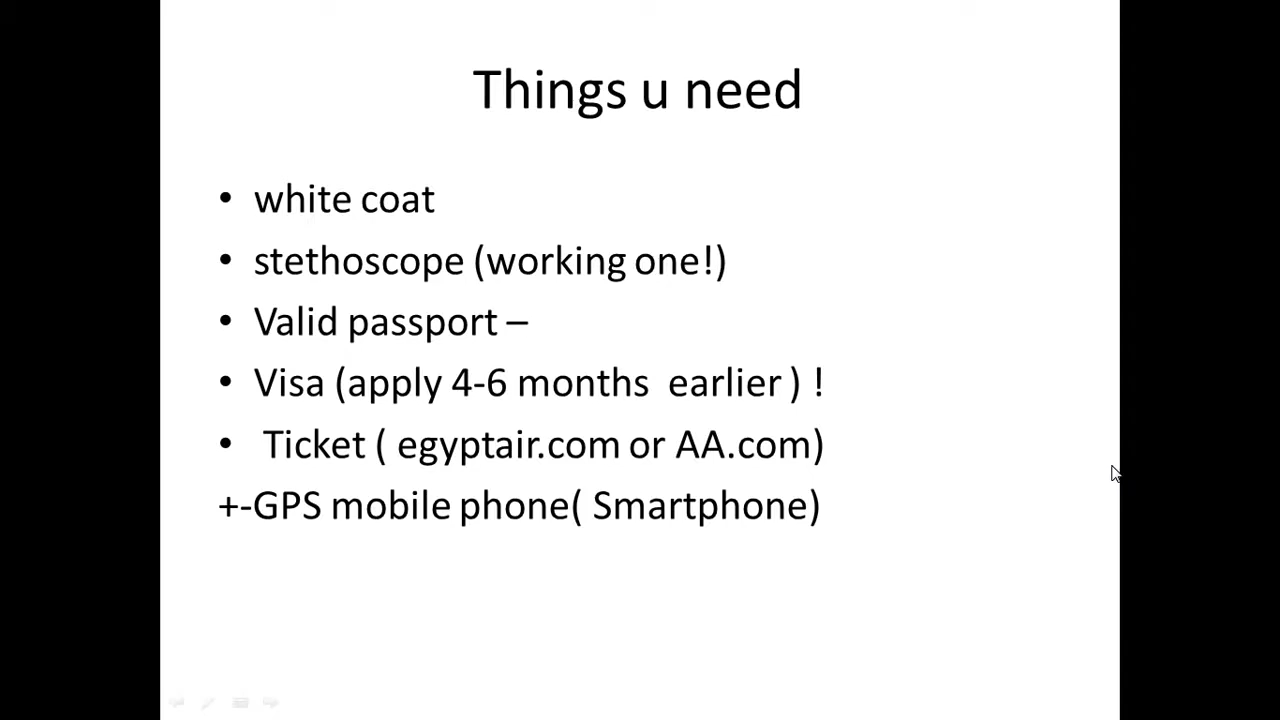 Things u need
• white coat
• stethoscope (working one!)
• Valid passport –
• Visa (apply 4-6 months  earlier ) !
•  Ticket ( egyptair.com or AA.com)
+-GPS mobile phone( Smartphone)